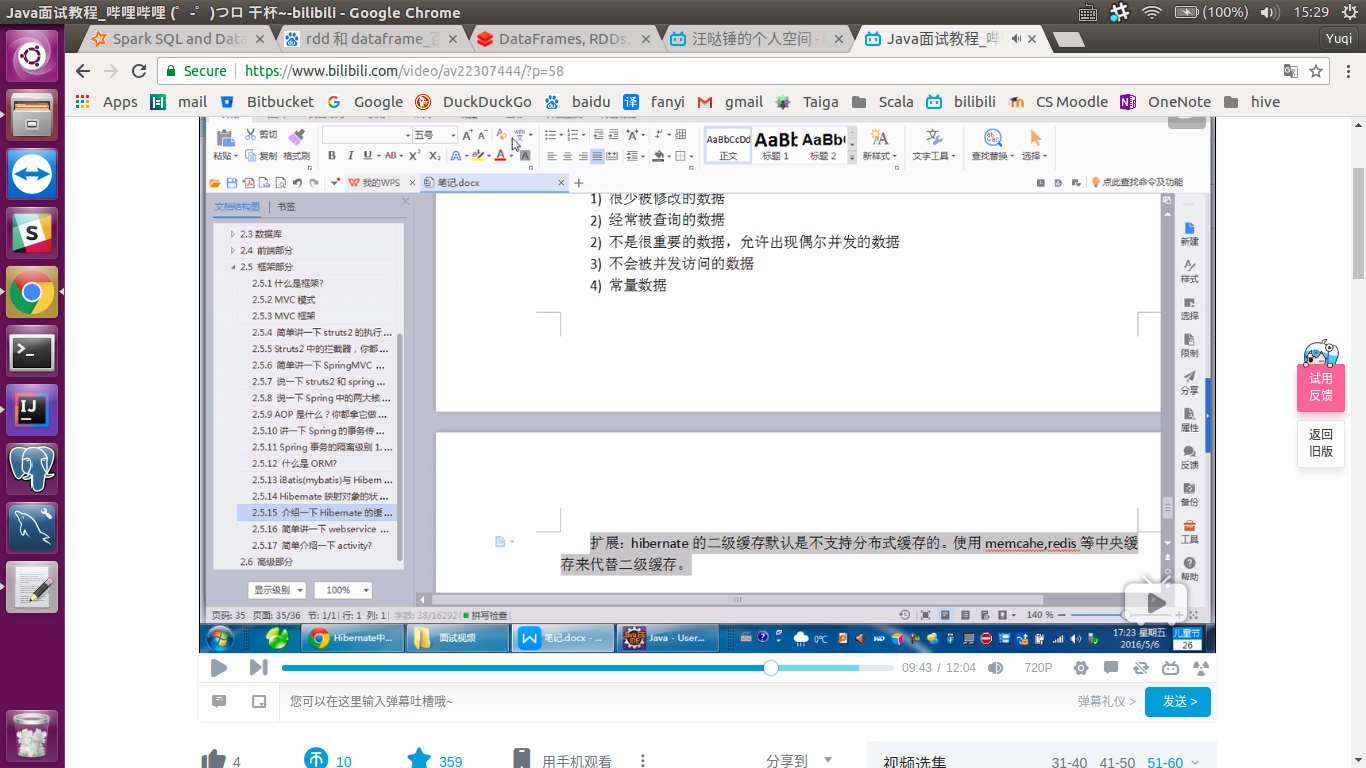 Java面试教程_哔哩哔哩 (゜-゜)つロ 干杯~-bilibili - Google Chrome
(100%)
15:29
Spark SQL and Data
rdd 和 dataframe_百
DataFrames, RDDs,
汪哒锤的个人空间 - 哔
Java面试教程_哔
Yuqi
Secure
https://www.bilibili.com/video/av22307444/?p=58
Apps
mail
Bitbucket
Google
DuckDuckGo
baidu
fanyi
gmail
Taiga
Scala
bilibili
CS Moodle
OneNote
hive
粘贴
剪切
复制
格式刷
五号
AaBbCcDd
正文
AaBb
标题 1
AaBb
标题 2
新样式
文字工具
查找替换
选择
我的WPS
笔记.docx
点此查找命令及功能
文档结构图
书签
2.3 数据库
2.4 前端部分
2.5 框架部分
2.5.1 什么是框架?
2.5.2 MVC 模式
2.5.3 MVC 框架
2.5.4 简单讲一下 struts2 的执行 ...
2.5.5 Struts2 中的拦截器，你都 ...
2.5.6 简单讲一下 SpringMVC ...
2.5.7 说一下 struts2 和 spring ...
2.5.8 说一下 Spring 中的两大核 ...
2.5.9 AOP 是什么？你都拿它做 ...
2.5.10 讲一下 Spring 的事务传 ...
2.5.11 Spring 事务的隔离级别 1. ...
2.5.12 什么是 ORM?
2.5.13 iBatis(mybatis)与 Hibern ...
2.5.14 Hibernate 映射对象的状 ...
2.5.15 介绍一下 Hibernate 的缓 ...
2.5.16 简单讲一下 webservice ...
2.5.17 简单介绍一下 activity?
2.6 高级部分
显示级别
100%
1) 很少被修改的数据
2) 经常被查询的数据
2) 不是很重要的数据，允许出现偶尔并发的数据
3) 不会被并发访问的数据
4) 常量数据
扩展：hibernate 的二级缓存默认是不支持分布式缓存的。使用 memcahe,redis 等中央缓
存来代替二级缓存。
新建
样式
选择
限制
分享
属性
反馈
备份
工具
帮助
试用
反馈
返回
旧版
页码: 35 页面: 35/36 节: 1/1 行: 1 列: 1 字数: 38/16292 拼写检查
140 %
Hibernate中...
面试视频
笔记.docx - ...
Java - User...
0℃
17:23 星期五
2016/5/6
儿童节
26
09:43 / 12:04
720P
您可以在这里输入弹幕吐槽哦~
弹幕礼仪 >
发送 >
4
10
359
用手机观看
分享到
视频选集
31-40
41-50
51-60